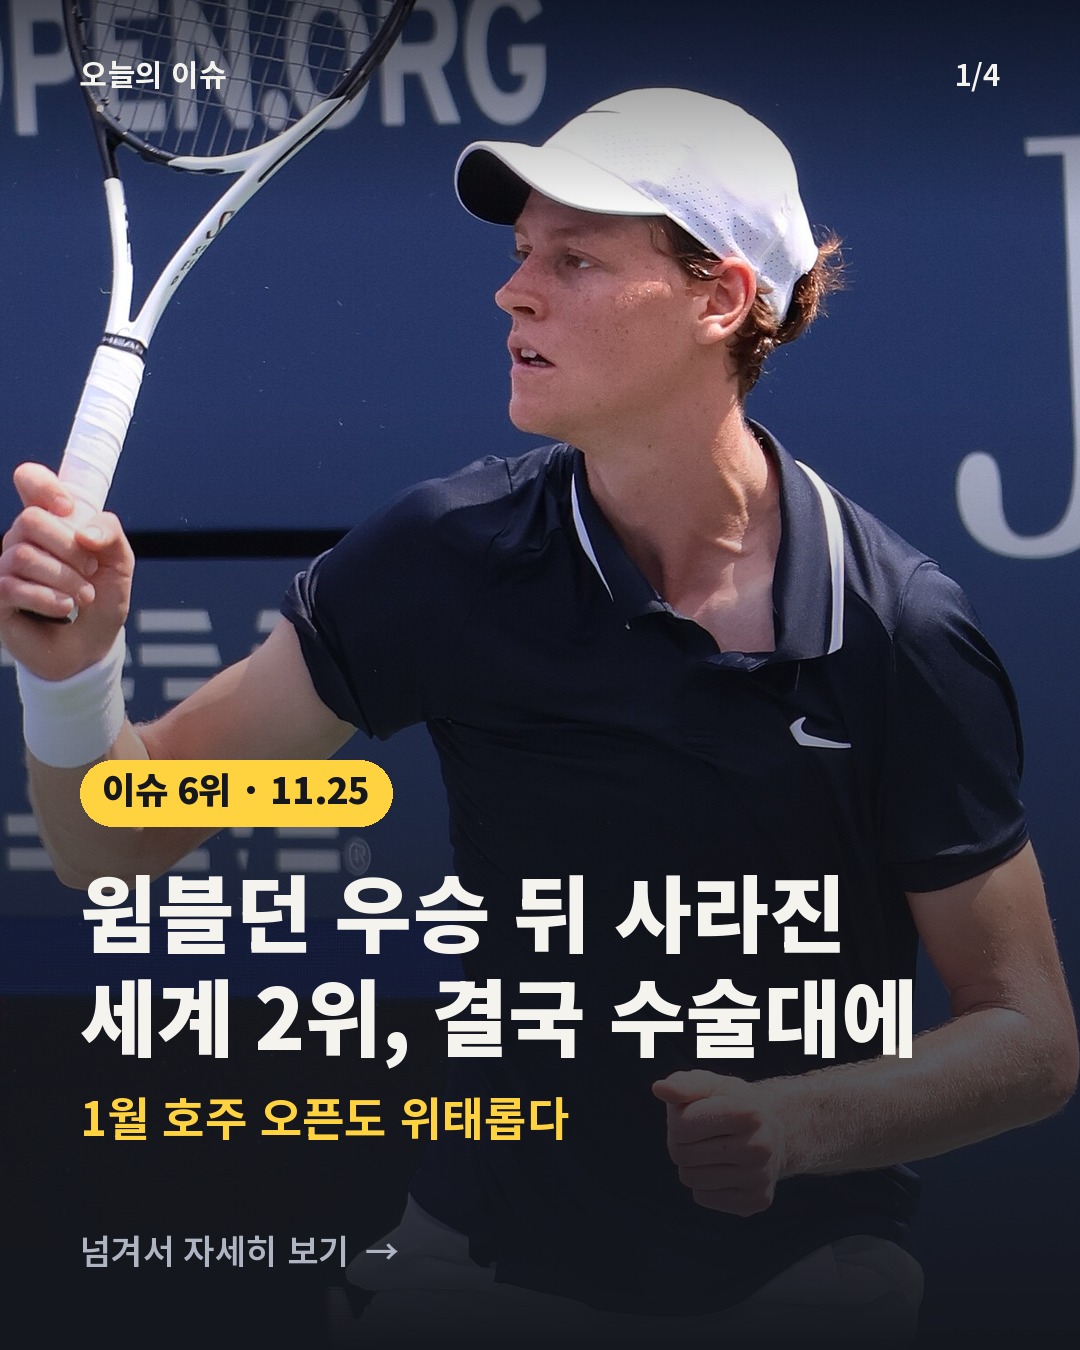 OPEN.ORG
오늘의 이슈
1/4
J
이슈 6위 · 11.25
®
윔블던 우승 뒤 사라진
세계 2위, 결국 수술대에
1월 호주 오픈도 위태롭다
넘겨서 자세히 보기 →